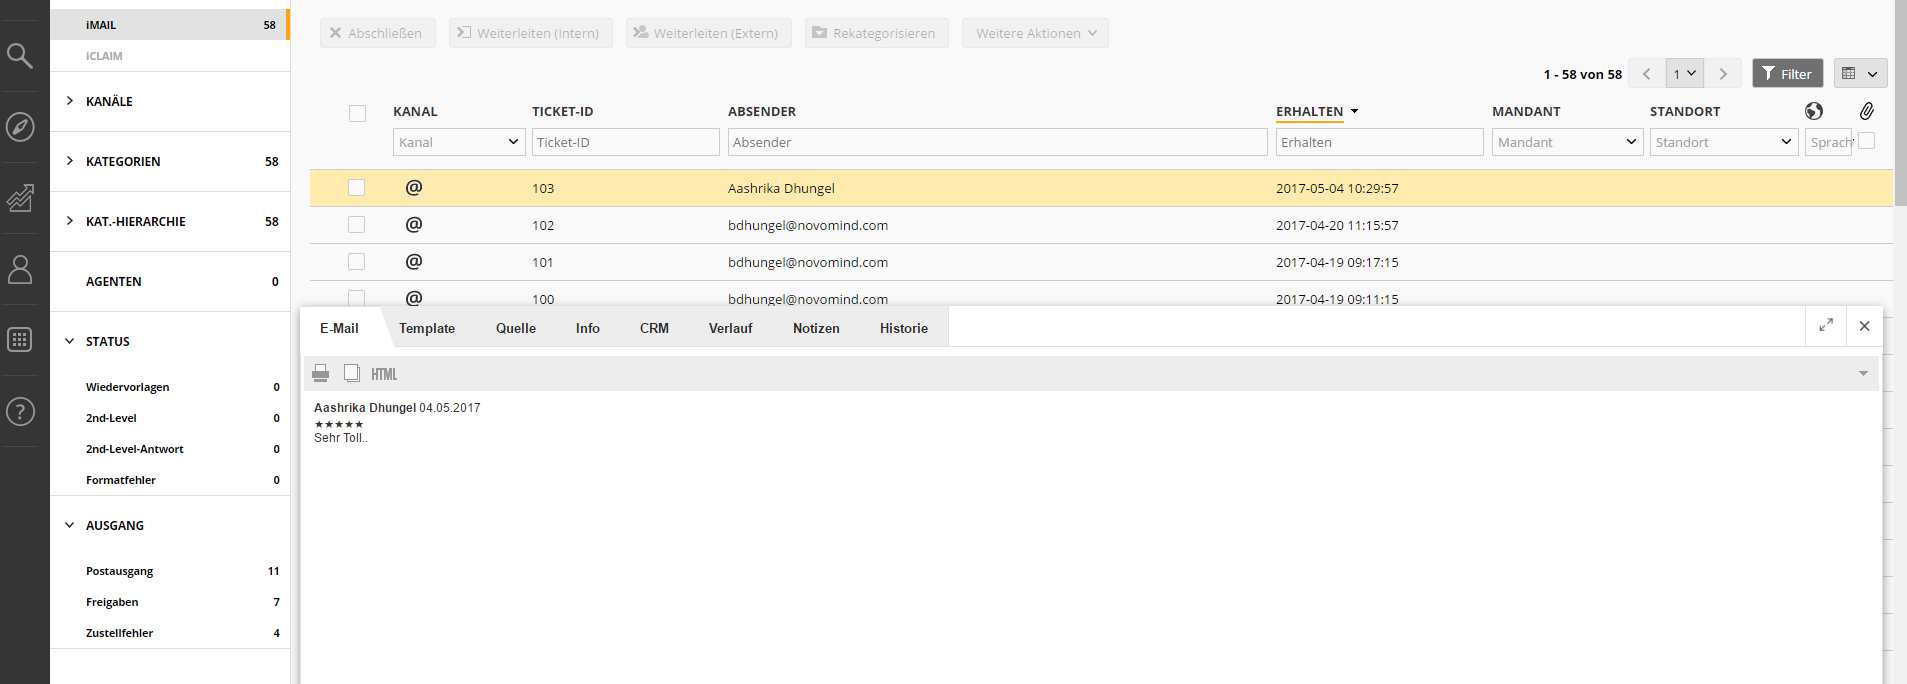 iMAIL 58
iCLAIM
KANÄLE
KATEGORIEN 58
KAT.-HIERARCHIE 58
AGENTEN 0
STATUS
Wiedervorlagen 0
2nd-Level 0
2nd-Level-Antwort 0
Formatfehler 0
AUSGANG
Postausgang 11
Freigaben 7
Zustellfehler 4
Abschließen Weiterleiten (Intern) Weiterleiten (Extern) Rekategorisieren Weitere Aktionen
1 - 58 von 58 1 Filter
KANAL TICKET-ID ABSENDER ERHALTEN MANDANT STANDORT
Kanal Ticket-ID Absender Erhalten Mandant Standort Sprach
@ 103 Aashrika Dhungel 2017-05-04 10:29:57
@ 102 bdhungel@novomind.com 2017-04-20 11:15:57
@ 101 bdhungel@novomind.com 2017-04-19 09:17:15
@ 100 bdhungel@novomind.com 2017-04-19 09:11:15
E-Mail Template Quelle Info CRM Verlauf Notizen Historie
HTML
Aashrika Dhungel 04.05.2017
★★★★★
Sehr Toll..